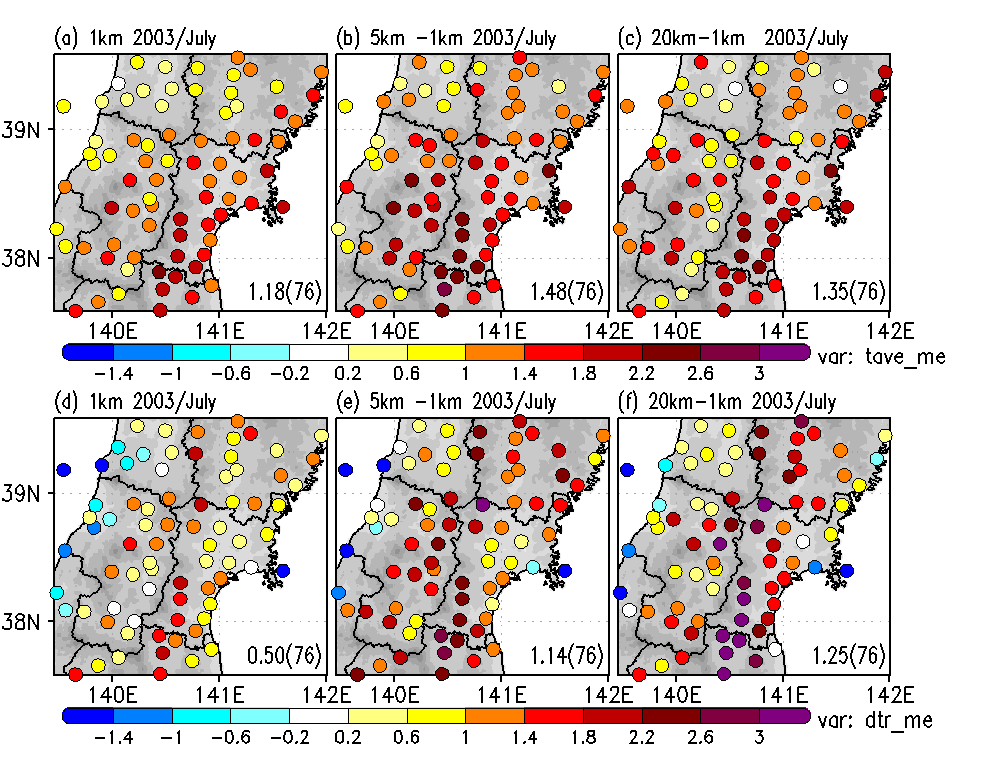 (a) 1km 2003/July
(b) 5km -1km 2003/July
(c) 20km-1km 2003/July
39N
38N
1.18(76)
1.48(76)
1.35(76)
140E 141E 142E
140E 141E 142E
140E 141E 142E
-1.4 -1 -0.6 -0.2 0.2 0.6 1 1.4 1.8 2.2 2.6 3
var: tave_me
(d) 1km 2003/July
(e) 5km -1km 2003/July
(f) 20km-1km 2003/July
39N
38N
0.50(76)
1.14(76)
1.25(76)
140E 141E 142E
140E 141E 142E
140E 141E 142E
-1.4 -1 -0.6 -0.2 0.2 0.6 1 1.4 1.8 2.2 2.6 3
var: dtr_me